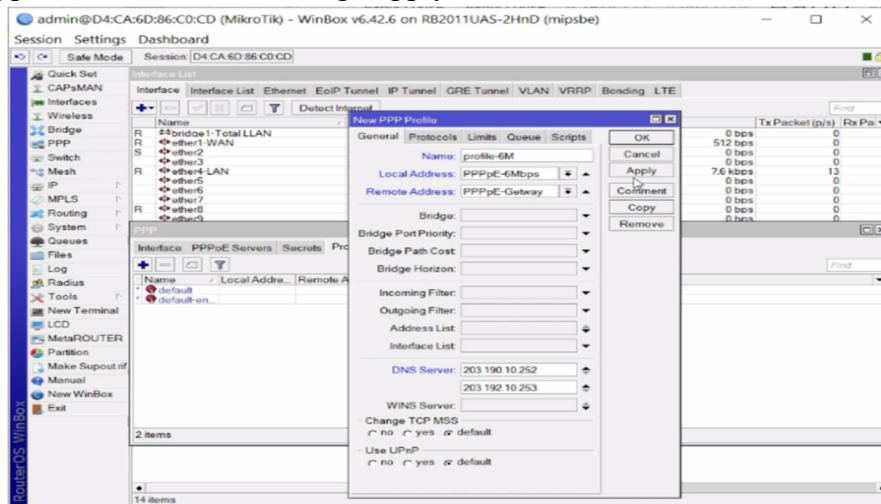 admin@D4:CA:6D:86:C0:CD (MikroTik) - WinBox v6.42.6 on RB2011UAS-2HnD (mipsbe)
Session Settings Dashboard
Safe Mode Session: D4:CA:6D:86:C0:CD
Quick Set
CAPsMAN
Interfaces
Wireless
Bridge
PPP
Switch
Mesh
IP
MPLS
Routing
System
Queues
Files
Log
Radius
Tools
New Terminal
LCD
MetaROUTER
Partition
Make Supout.rif
Manual
New WinBox
Exit
RouterOS WinBox
Interface List
Interface Interface List Ethernet EoIP Tunnel IP Tunnel GRE Tunnel VLAN VRRP Bonding LTE
Detect Internet Find
Name Tx Packet (p/s) Rx Pa
R bridge1-Total LLAN 0 bps 0
R ether1-WAN 512 bps 0
S ether2 0 bps 0
ether3 0 bps 0
R ether4-LAN 7.6 kbps 13
ether5 0 bps 0
ether6 0 bps 0
ether7 0 bps 0
R ether8 0 bps 0
ether9 0 bps 0
14 items
PPP
Interface PPPoE Servers Secrets Pro
Find
Name Local Addre... Remote A
* default
* default-en...
2 items
New PPP Profile
General Protocols Limits Queue Scripts
Name: profile-6M
Local Address: PPPpE-6Mbps
Remote Address: PPPpE-Getway
Bridge:
Bridge Port Priority:
Bridge Path Cost:
Bridge Horizon:
Incoming Filter:
Outgoing Filter:
Address List:
Interface List:
DNS Server: 203.190.10.252
203.192.10.253
WINS Server:
Change TCP MSS
no yes default
Use UPnP
no yes default
OK
Cancel
Apply
Comment
Copy
Remove